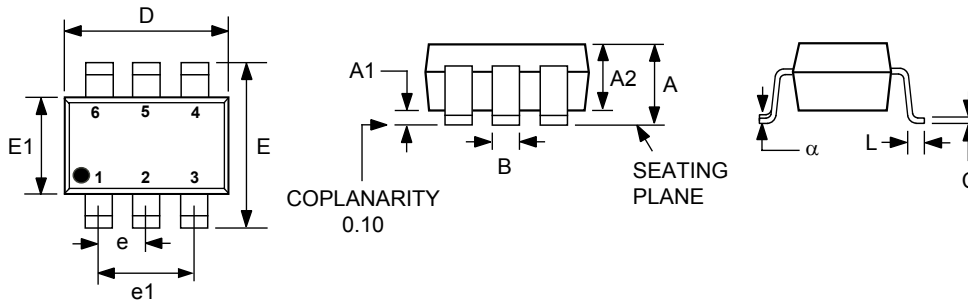 D
6 5 4
E1
E
1 2 3
e
e1
A1
A2
A
B
COPLANARITY
0.10
SEATING
PLANE
α
L